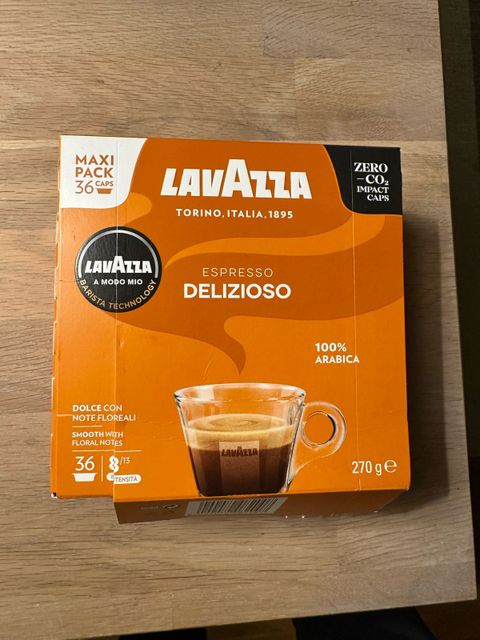 MAXI
PACK
36 CAPS
LAVAZZA
TORINO, ITALIA, 1895
ZERO
–CO₂
IMPACT
CAPS
LAVAZZA
A MODO MIO
BARISTA TECHNOLOGY
ESPRESSO
DELIZIOSO
100%
ARABICA
DOLCE CON
NOTE FLOREALI
SMOOTH WITH
FLORAL NOTES
36
8/13
LAVAZZA
270 g ℮